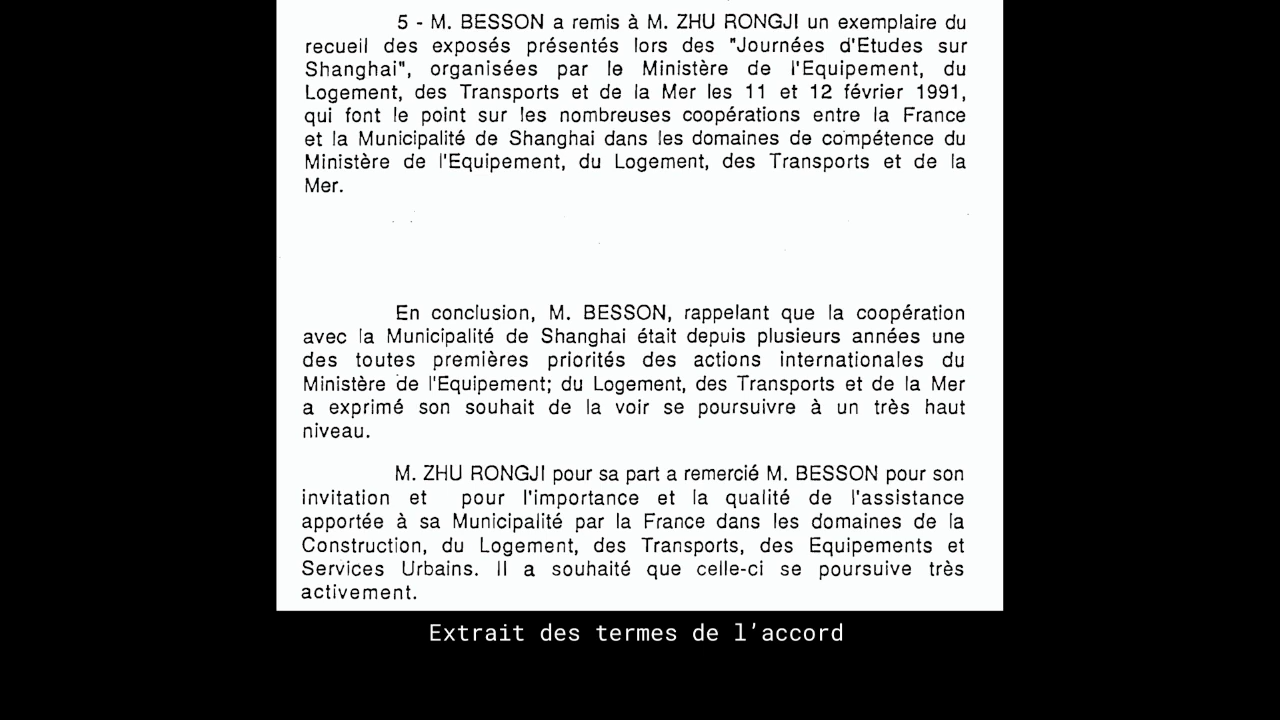 5 - M. BESSON a remis à M. ZHU RONGJI un exemplaire du
recueil des exposés présentés lors des "Journées d'Etudes sur
Shanghai", organisées par le Ministère de l'Equipement, du
Logement, des Transports et de la Mer les 11 et 12 février 1991,
qui font le point sur les nombreuses coopérations entre la France
et la Municipalité de Shanghai dans les domaines de compétence du
Ministère de l'Equipement, du Logement, des Transports et de la
Mer.
En conclusion, M. BESSON, rappelant que la coopération
avec la Municipalité de Shanghai était depuis plusieurs années une
des toutes premières priorités des actions internationales du
Ministère de l'Equipement; du Logement, des Transports et de la Mer
a exprimé son souhait de la voir se poursuivre à un très haut
niveau.
M. ZHU RONGJI pour sa part a remercié M. BESSON pour son
invitation et pour l'importance et la qualité de l'assistance
apportée à sa Municipalité par la France dans les domaines de la
Construction, du Logement, des Transports, des Equipements et
Services Urbains. Il a souhaité que celle-ci se poursuive très
activement.
Extrait des termes de l’accord